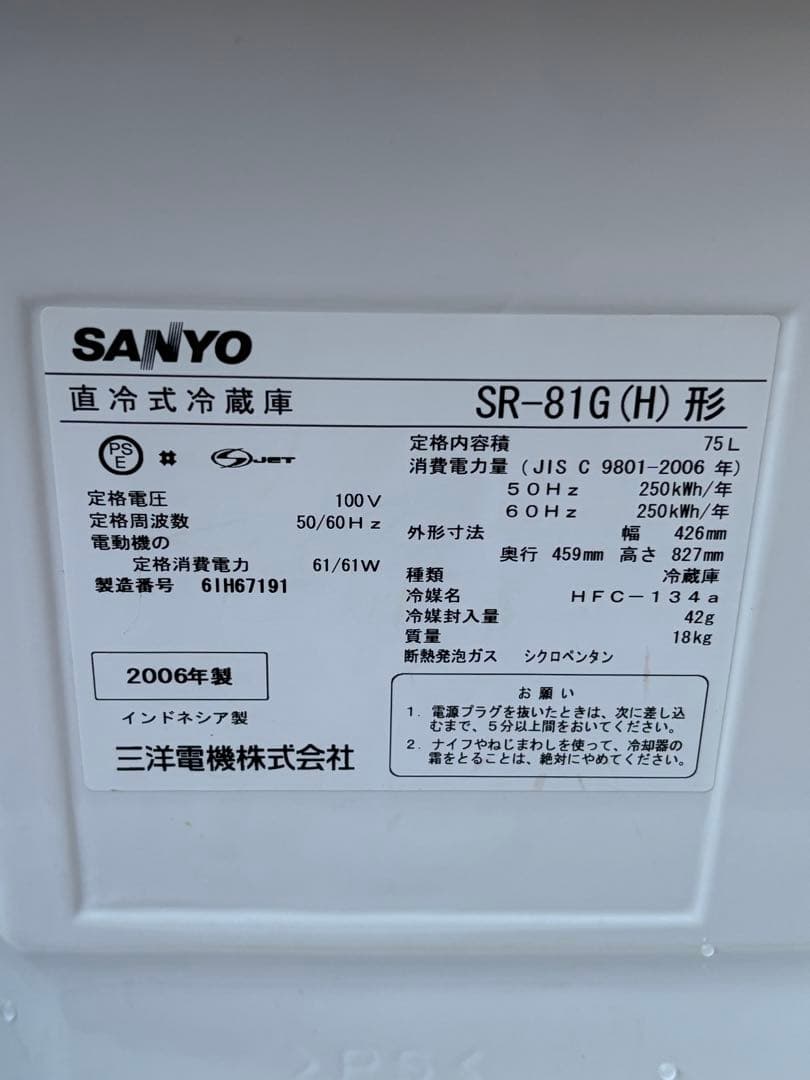 SANYO
直冷式冷蔵庫 SR-81G(H)形
PS E # S JET
定格電圧 100V
定格周波数 50/60Hz
電動機の
定格消費電力 61/61W
製造番号 6IH67191
2006年製
インドネシア製
三洋電機株式会社
定格内容積 75L
消費電力量 (JIS C 9801-2006 年)
50Hz 250kWh/年
60Hz 250kWh/年
外形寸法 幅 426mm
奥行 459mm 高さ 827mm
種類 冷蔵庫
冷媒名 HFC-134a
冷媒封入量 42g
質量 18kg
断熱発泡ガス シクロペンタン
お願い
1. 電源プラグを抜いたときは、次に差し込
むまで、5分以上間をおいてください。
2. ナイフやねじまわしを使って、冷却器の
霜をとることは、絶対にやめてください。
>PS<